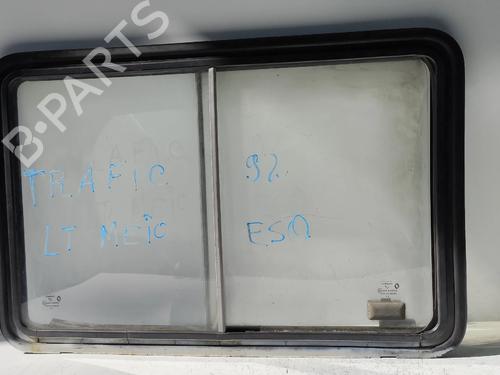 B-PARTS
TRAFIC 92
LT MEIO ESQ